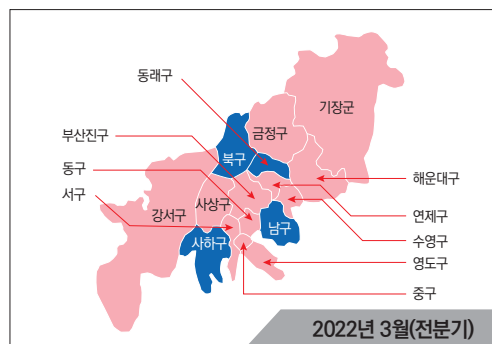 동래구
기장군
금정구
부산진구
북구
동구
해운대구
사상구
서구
강서구
연제구
남구
수영구
사하구
영도구
중구
2022년 3월(전분기)